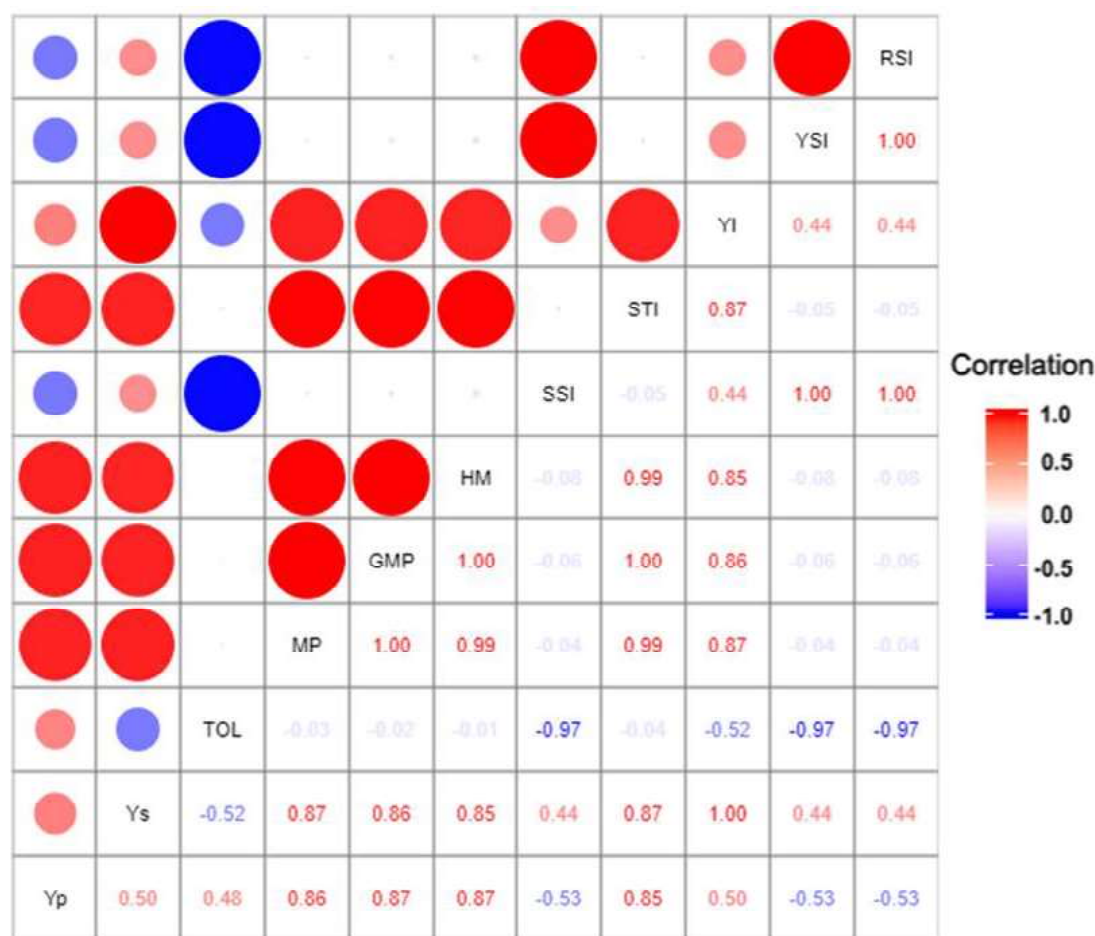 RSI
YSI 1.00
YI 0.44 0.44
STI 0.87 -0.05 -0.05
SSI -0.05 0.44 1.00 1.00
HM -0.08 0.99 0.85 -0.08 -0.08
GMP 1.00 -0.06 1.00 0.86 -0.06 -0.06
MP 1.00 0.99 -0.04 0.99 0.87 -0.04 -0.04
TOL -0.03 -0.02 -0.01 -0.97 -0.04 -0.52 -0.97 -0.97
Ys -0.52 0.87 0.86 0.85 0.44 0.87 1.00 0.44 0.44
Yp 0.50 0.48 0.86 0.87 0.87 -0.53 0.85 0.50 -0.53 -0.53
Correlation
1.0
0.5
0.0
-0.5
-1.0